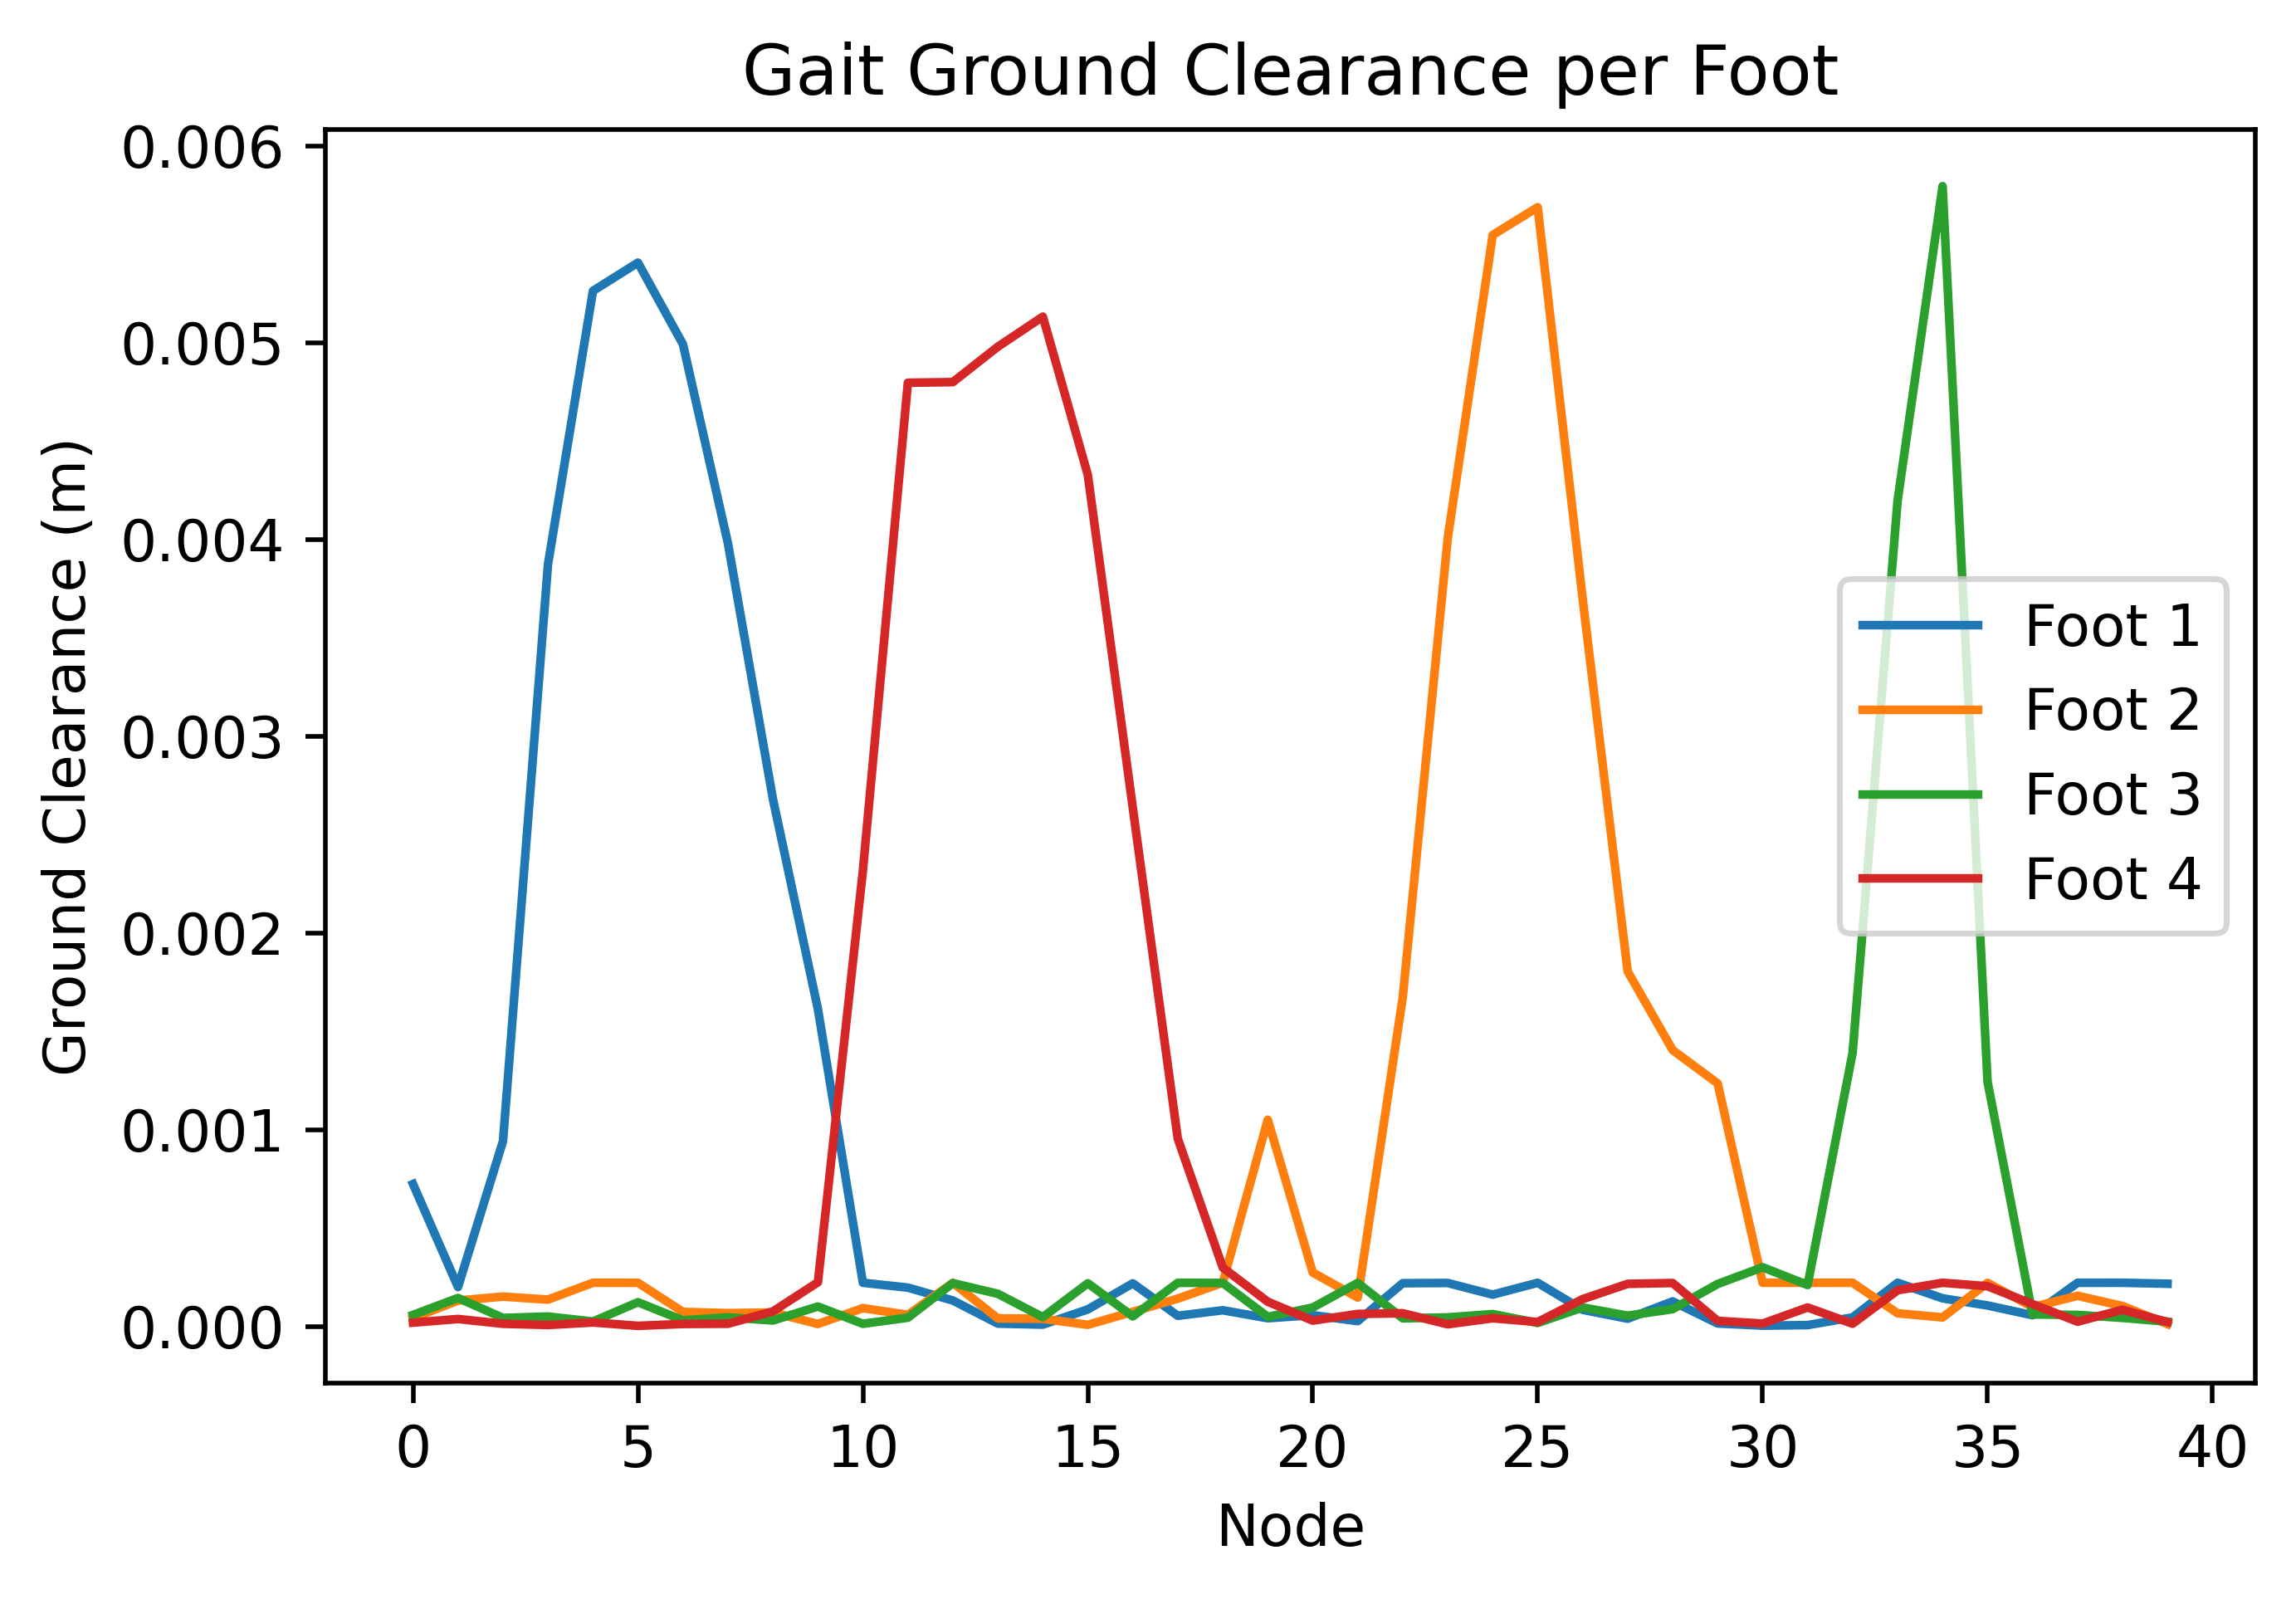 Gait Ground Clearance per Foot
0.006
0.005
0.004
0.003
0.002
0.001
0.000
Ground Clearance (m)
Foot 1
Foot 2
Foot 3
Foot 4
0 5 10 15 20 25 30 35 40
Node